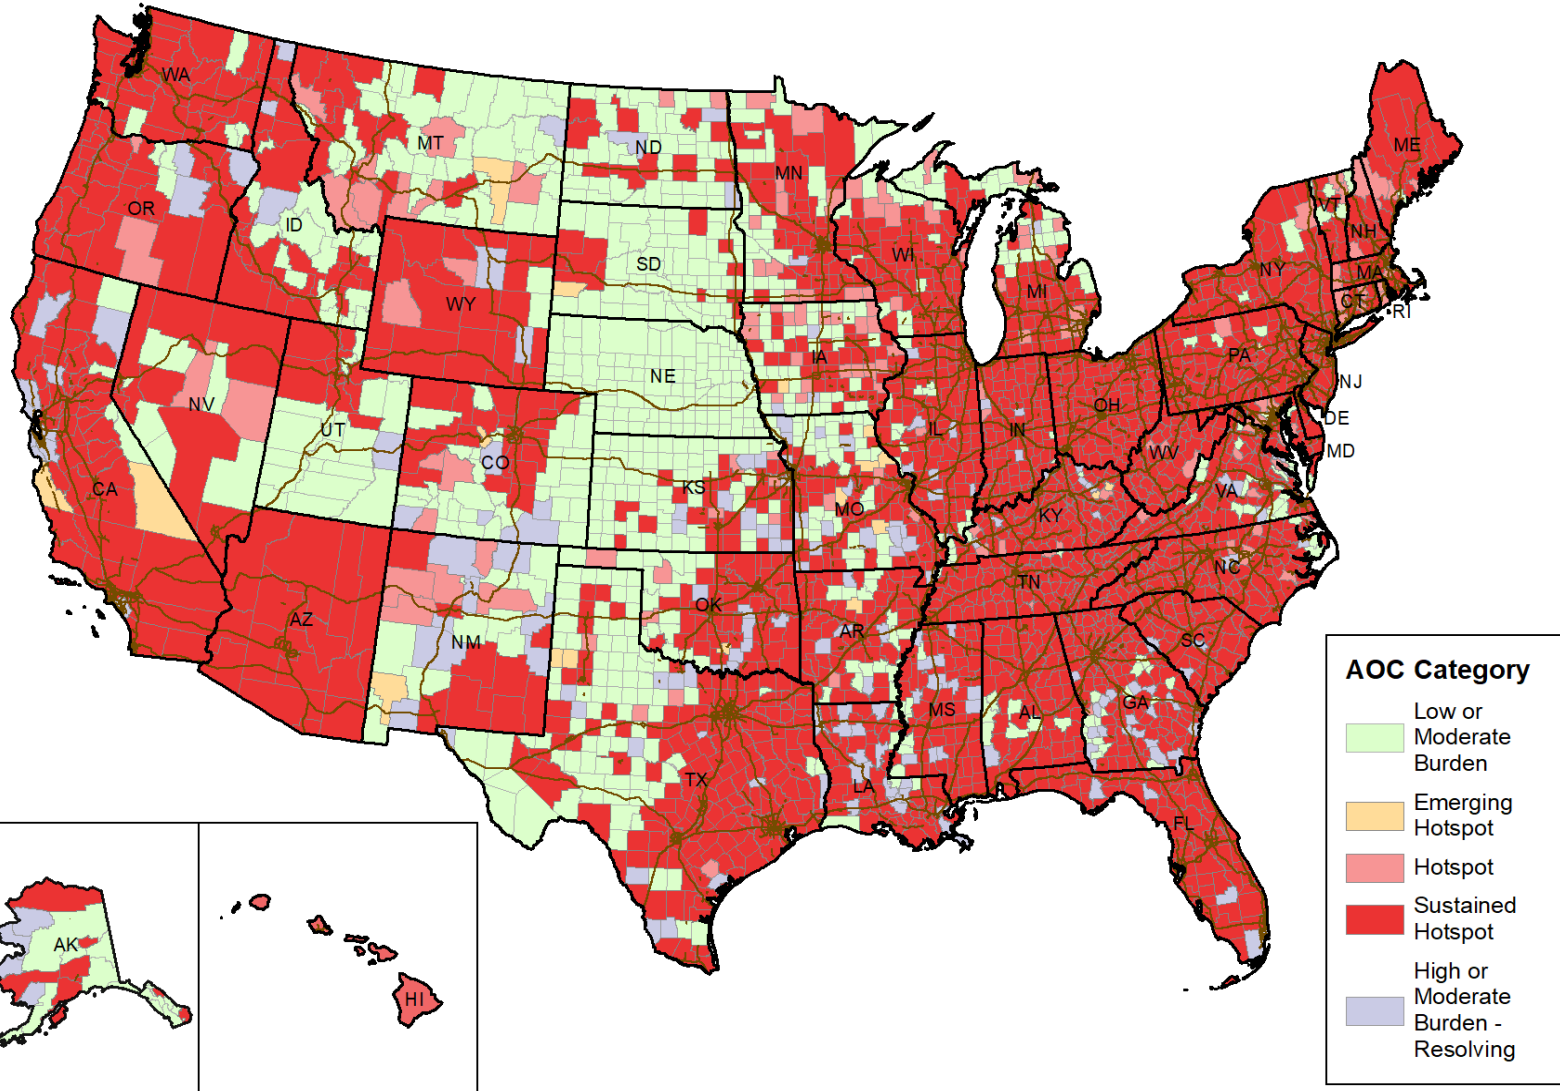 WA
MT
ND
MN
ME
OR
ID
SD
WI
VT
NH
NY
MA
CT
RI
MI
WY
IA
PA
NE
NJ
NV
UT
OH
DE
IL
IN
MD
CO
WV
KS
CA
VA
MO
KY
NC
TN
OK
AZ
NM
AR
SC
MS
AL
GA
TX
LA
FL
AK
HI
AOC Category
Low or
Moderate
Burden
Emerging
Hotspot
Hotspot
Sustained
Hotspot
High or
Moderate
Burden -
Resolving